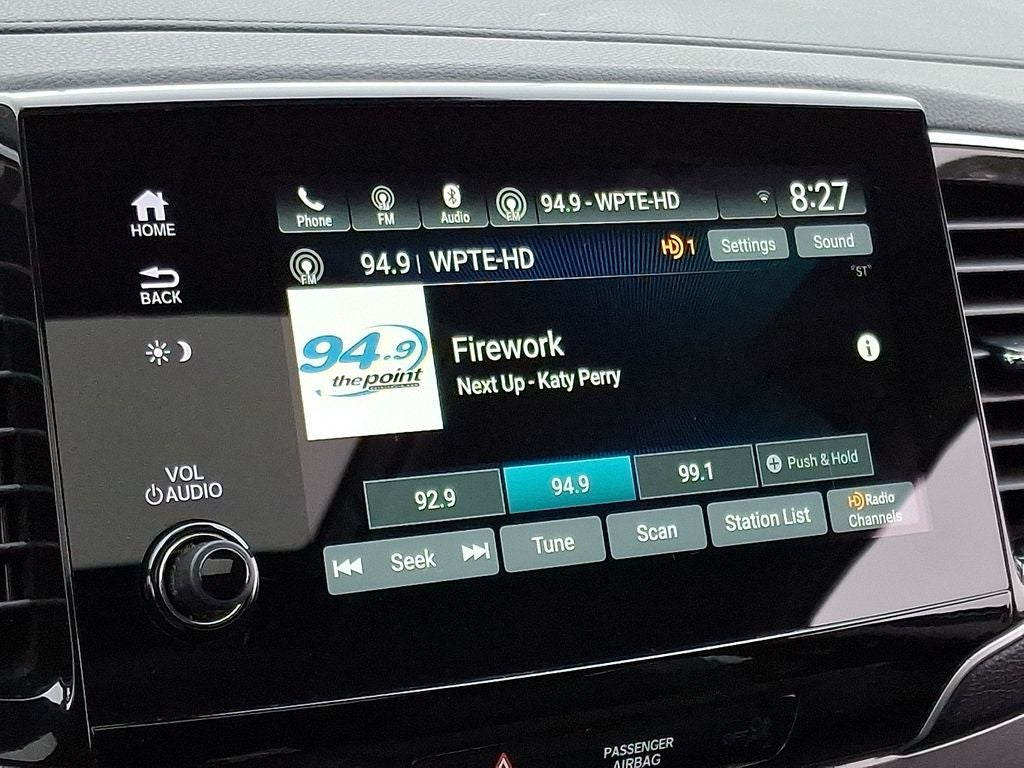 HOME
BACK
VOL
AUDIO
Phone
FM
Audio
FM
94.9 - WPTE-HD
8:27
FM
94.9 | WPTE-HD
HD 1
Settings
Sound
"ST"
94.9
thepoint
Firework
Next Up - Katy Perry
i
92.9
94.9
99.1
Push & Hold
Seek
Tune
Scan
Station List
HD Radio
Channels
PASSENGER
AIRBAG